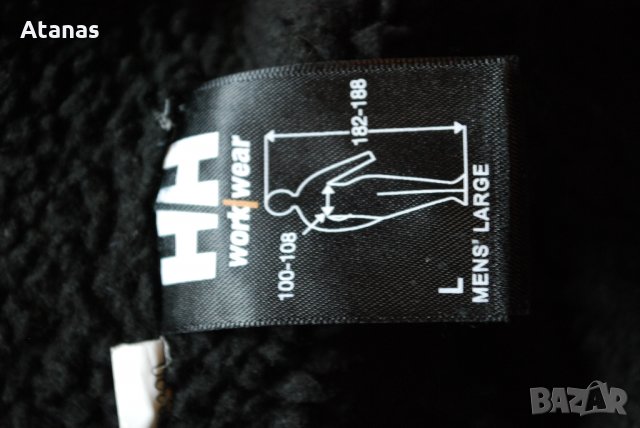 Atanas
HH
work/wear
182-188
100-108
L
MENS' LARGE
BAZAR